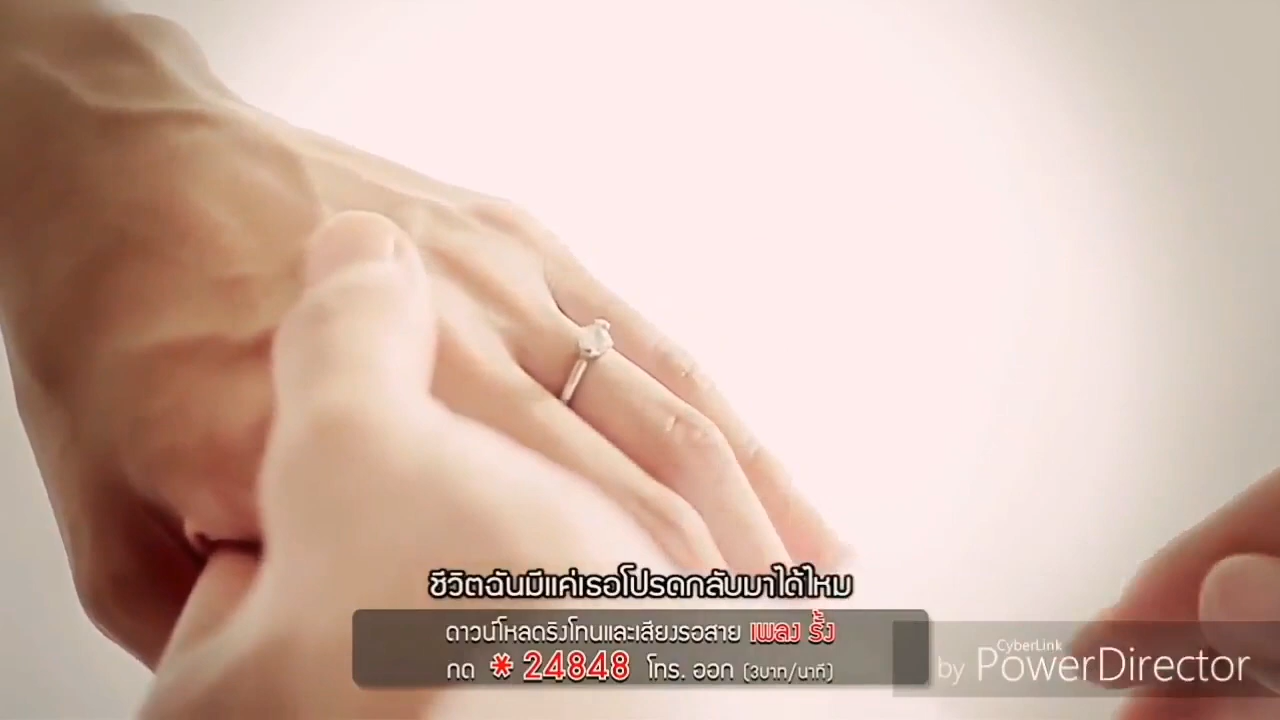 ชีวิตฉันมีแค่เธอโปรดกลับมาได้ไหม
ดาวน์โหลดริงโทนและเสียงรอสาย เพลง รั้ง
กด * 24848 โทร. ออก (3บาท/นาที)
CyberLink
by PowerDirector